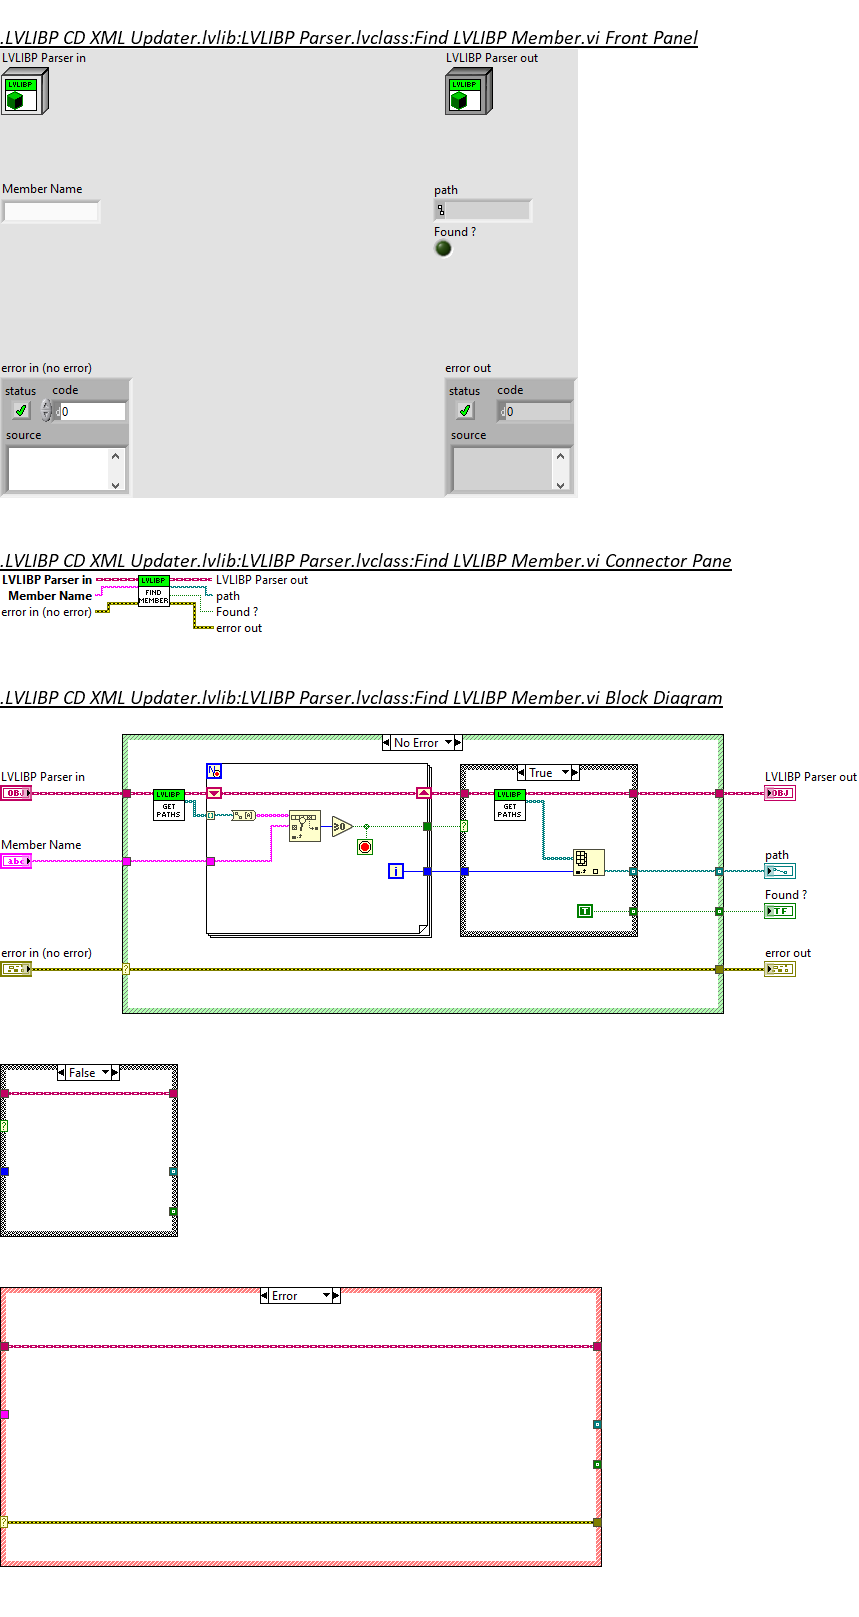 .LVLIBP CD XML Updater.lvlib:LVLIBP Parser.lvclass:Find LVLIBP Member.vi Front Panel
LVLIBP Parser in
LVLIBP Parser out
LVLIBP
LVLIBP
Member Name
path
Found ?
error in (no error)
error out
status
code
status
code
d 0
d 0
source
source
.LVLIBP CD XML Updater.lvlib:LVLIBP Parser.lvclass:Find LVLIBP Member.vi Connector Pane
LVLIBP Parser in
LVLIBP
LVLIBP Parser out
Member Name
FIND
MEMBER
path
error in (no error)
Found ?
error out
.LVLIBP CD XML Updater.lvlib:LVLIBP Parser.lvclass:Find LVLIBP Member.vi Block Diagram
No Error
LVLIBP Parser in
N
True
LVLIBP Parser out
OBJ
LVLIBP
GET
PATHS
LVLIBP
GET
PATHS
OBJ
Member Name
≥0
?
abc
i
path
T
Found ?
TF
error in (no error)
error out
?
False
?
Error
?